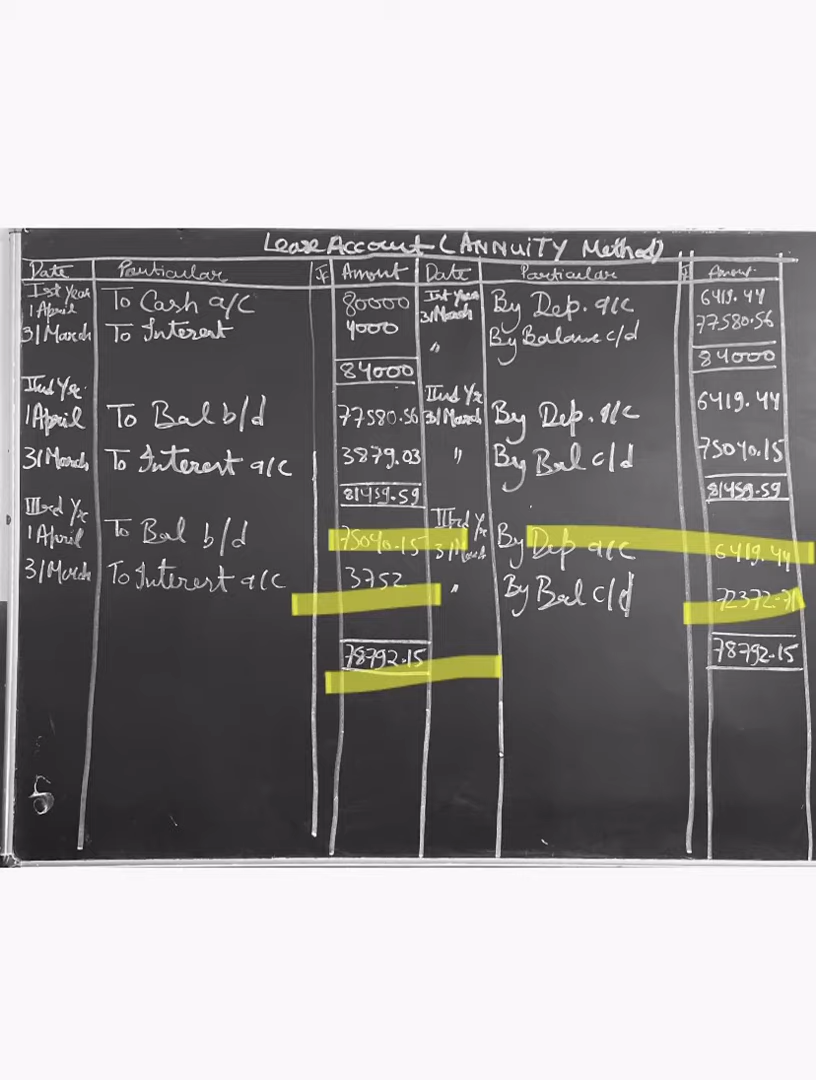 Lease Account (ANNUITY Method)
Date Particular JF Amount Date Particular JF Amount
Ist Year Ist Year 6419.44
1 April To Cash a/c 80000 31 March By Dep. a/c
31 March To Interest 4000 " By Balance c/d 77580.56
84000 84000
IInd Yr. IInd Yr
1 April To Bal b/d 77580.56 31 March By Dep. a/c 6419.44
31 March To Interest a/c 3879.03 " By Bal c/d 75040.15
81459.59 81459.59
IIIrd Yr IIIrd Yr
1 April To Bal b/d 75040.15 31 March By Dep a/c 6419.44
31 March To Interest a/c 3752 " By Bal c/d 72372.71
78792.15 78792.15
5